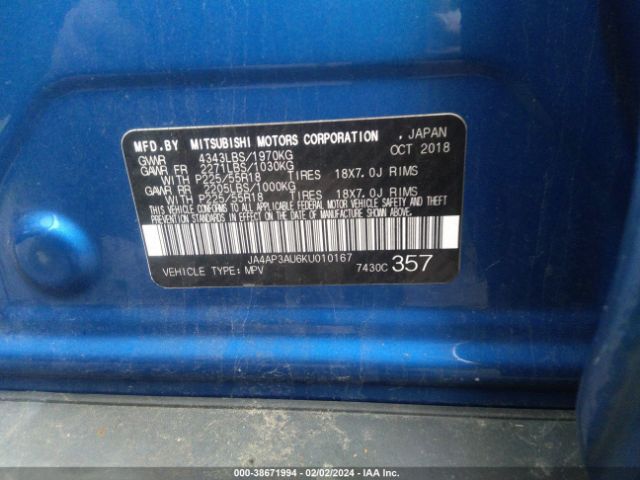 MFD.BY MITSUBISHI MOTORS CORPORATION , JAPAN
GVWR 4343LBS/1970KG OCT 2018
GAWR FR 2271LBS/1030KG
WITH P225/55R18 TIRES 18X7.0J RIMS
GAWR RR 2205LBS/1000KG
WITH P225/55R18 TIRES 18X7.0J RIMS
THIS VEHICLE CONFORMS TO ALL APPLICABLE FEDERAL MOTOR VEHICLE SAFETY, BUMPER AND THEFT
PREVENTION STANDARDS IN EFFECT ON THE DATE OF MANUFACTURE SHOWN ABOVE.
JA4AP3AU6KU010167
VEHICLE TYPE: MPV 7430C 357
000-38671994 - 02/02/2024 - IAA Inc.